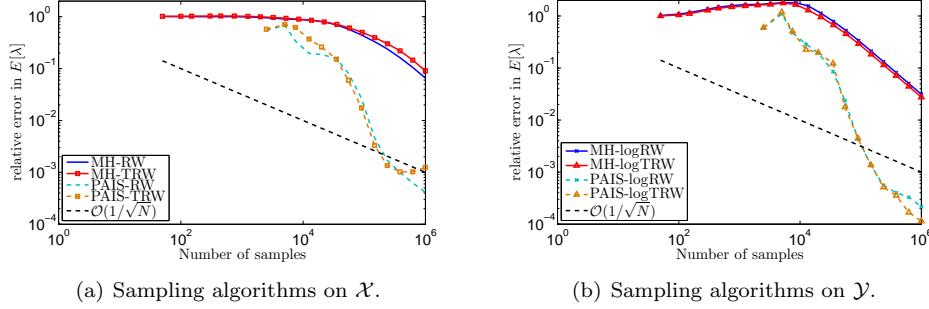 10^0
10^{-1}
10^{-2}
10^{-3}
10^{-4}
relative error in E[λ]
MH-RW
MH-TRW
PAIS-RW
PAIS-TRW
O(1/√N)
10^0 10^2 10^4 10^6
Number of samples
(a) Sampling algorithms on X.
10^0
10^{-1}
10^{-2}
10^{-3}
10^{-4}
relative error in E[λ]
MH-logRW
MH-logTRW
PAIS-logRW
PAIS-logTRW
O(1/√N)
10^0 10^2 10^4 10^6
Number of samples
(b) Sampling algorithms on Y.